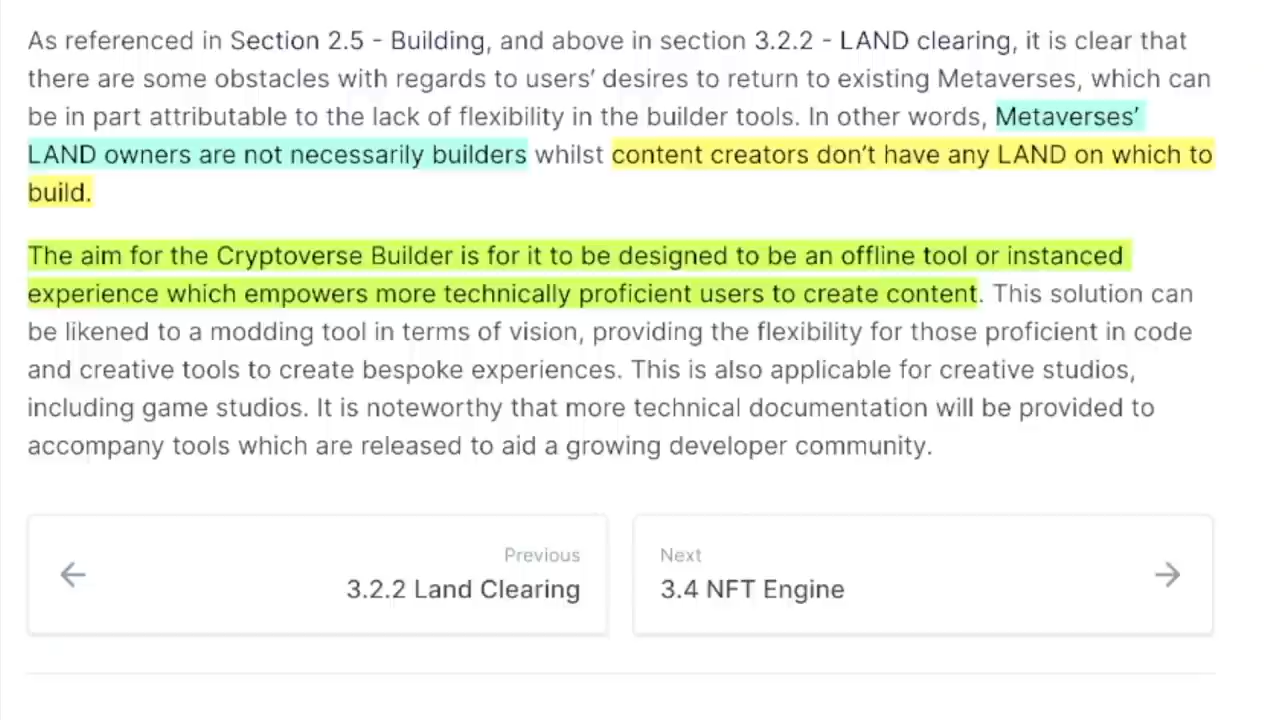 As referenced in Section 2.5 - Building, and above in section 3.2.2 - LAND clearing, it is clear that
there are some obstacles with regards to users’ desires to return to existing Metaverses, which can
be in part attributable to the lack of flexibility in the builder tools. In other words, Metaverses’
LAND owners are not necessarily builders whilst content creators don’t have any LAND on which to
build.
The aim for the Cryptoverse Builder is for it to be designed to be an offline tool or instanced
experience which empowers more technically proficient users to create content. This solution can
be likened to a modding tool in terms of vision, providing the flexibility for those proficient in code
and creative tools to create bespoke experiences. This is also applicable for creative studios,
including game studios. It is noteworthy that more technical documentation will be provided to
accompany tools which are released to aid a growing developer community.
Previous
3.2.2 Land Clearing
Next
3.4 NFT Engine